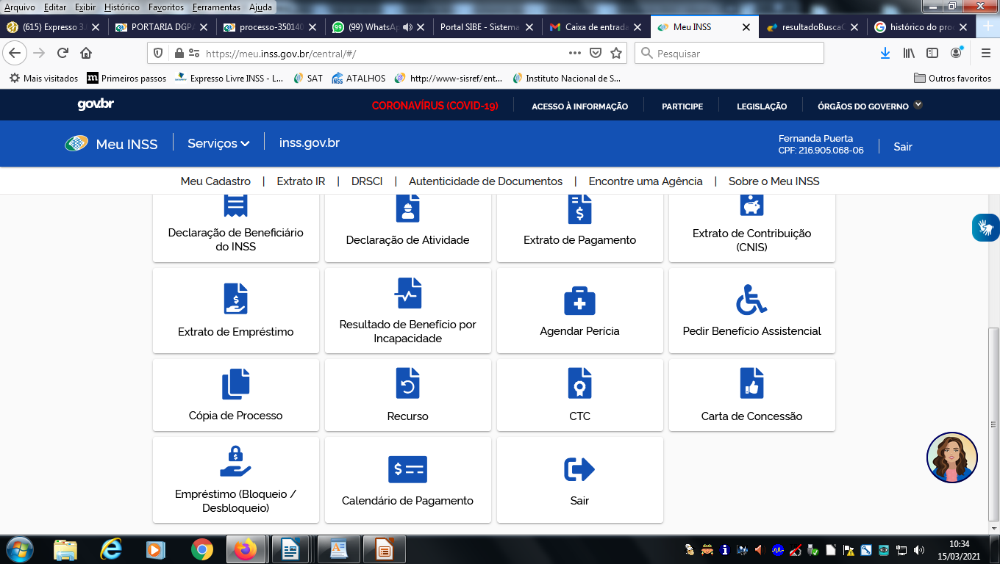 Arquivo Editar Exibir Histórico Favoritos Ferramentas Ajuda
(615) Expresso 3. PORTARIA DGPA processo-350140 (99) WhatsAp Portal SIBE - Sistema Caixa de entrada Meu INSS resultadoBuscaC histórico do pro
https://meu.inss.gov.br/central/#/ Pesquisar
Mais visitados Primeiros passos Expresso Livre INSS - L... SAT ATALHOS http://www-sisref/ent... Instituto Nacional de S... Outros favoritos
gov.br CORONAVÍRUS (COVID-19) ACESSO À INFORMAÇÃO PARTICIPE LEGISLAÇÃO ÓRGÃOS DO GOVERNO
Meu INSS Serviços inss.gov.br
Fernanda Puerta
CPF: 216.905.068-06
Sair
Meu Cadastro | Extrato IR | DRSCI | Autenticidade de Documentos | Encontre uma Agência | Sobre o Meu INSS
Declaração de Beneficiário
do INSS
Declaração de Atividade
Extrato de Pagamento
Extrato de Contribuição
(CNIS)
Extrato de Empréstimo
Resultado de Benefício por
Incapacidade
Agendar Perícia
Pedir Benefício Assistencial
Cópia de Processo
Recurso
CTC
Carta de Concessão
Empréstimo (Bloqueio /
Desbloqueio)
Calendário de Pagamento
Sair
10:34
15/03/2021